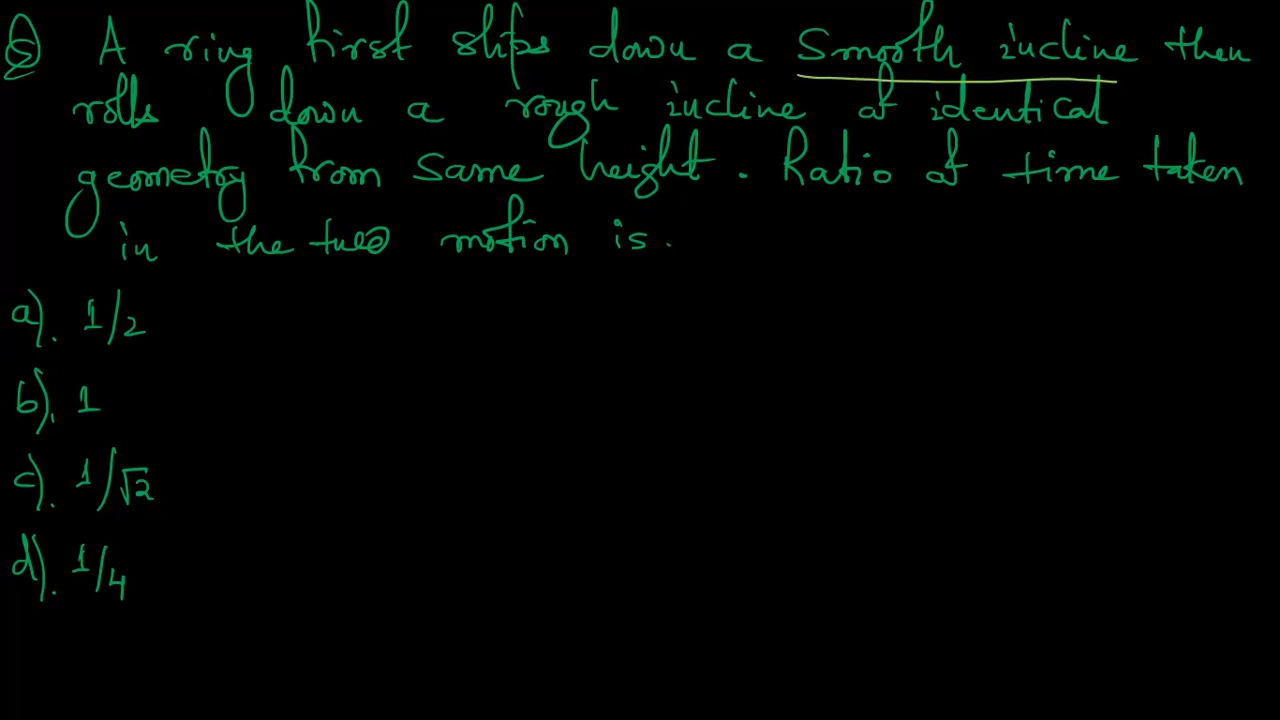 Q A ring first slips down a Smooth incline then
rolls down a rough incline of identical
geometry from same height. Ratio of time taken
in the two motion is.
a). 1/2
b). 1
c). 1/√2
d). 1/4